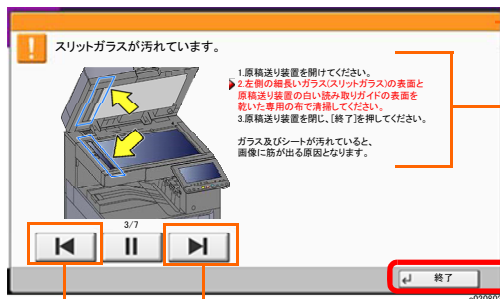 スリットガラスが汚れています。
1.原稿送り装置を開けてください。
2.左側の細長いガラス(スリットガラス)の表面と
原稿送り装置の白い読み取りガイドの表面を
乾いた専用の布で清掃してください。
3.原稿送り装置を閉じ、[終了]を押してください。
ガラス及びシートが汚れていると、
画像に筋が出る原因となります。
3/7
終了